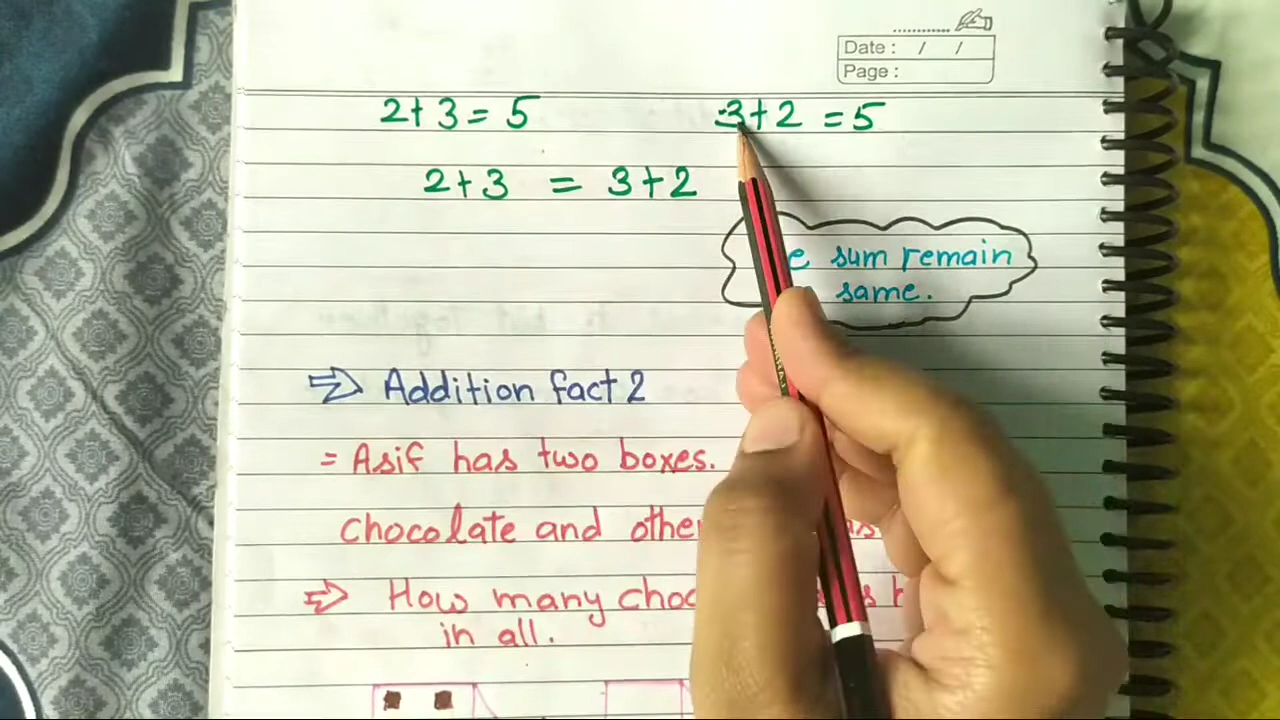 Date : / /
Page :
2+3 = 5 3+2 = 5
2+3 = 3+2
sum remain
same.
⇒ Addition fact 2
= Asif has two boxes.
chocolate and other
⇒ How many
in all.